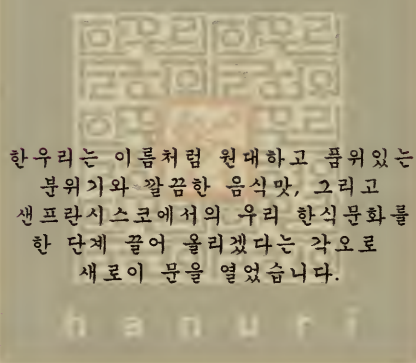 한우리는 이름처럼 원대하고 품위있는
분위기와 깔끔한 음식맛, 그리고
샌프란시스코에서의 우리 한식문화를
한 단계 끌어 올리겠다는 각오로
새로이 문을 열었습니다.
hanuri